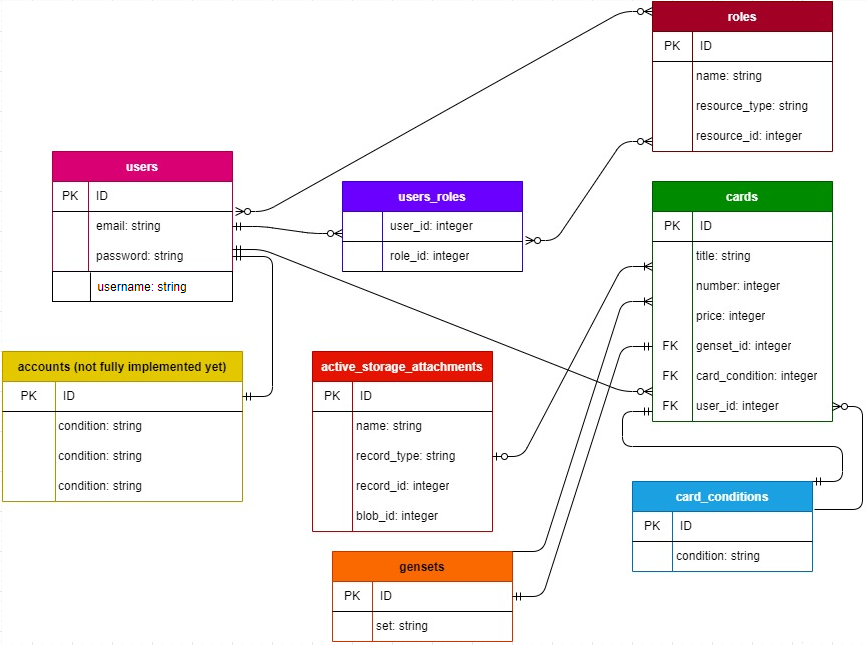 roles
PK ID
name: string
resource_type: string
resource_id: integer
users
PK ID
email: string
password: string
username: string
users_roles
user_id: integer
role_id: integer
cards
PK ID
title: string
number: integer
price: integer
FK genset_id: integer
FK card_condition: integer
FK user_id: integer
accounts (not fully implemented yet)
PK ID
condition: string
condition: string
condition: string
active_storage_attachments
PK ID
name: string
record_type: string
record_id: integer
blob_id: integer
card_conditions
PK ID
condition: string
gensets
PK ID
set: string